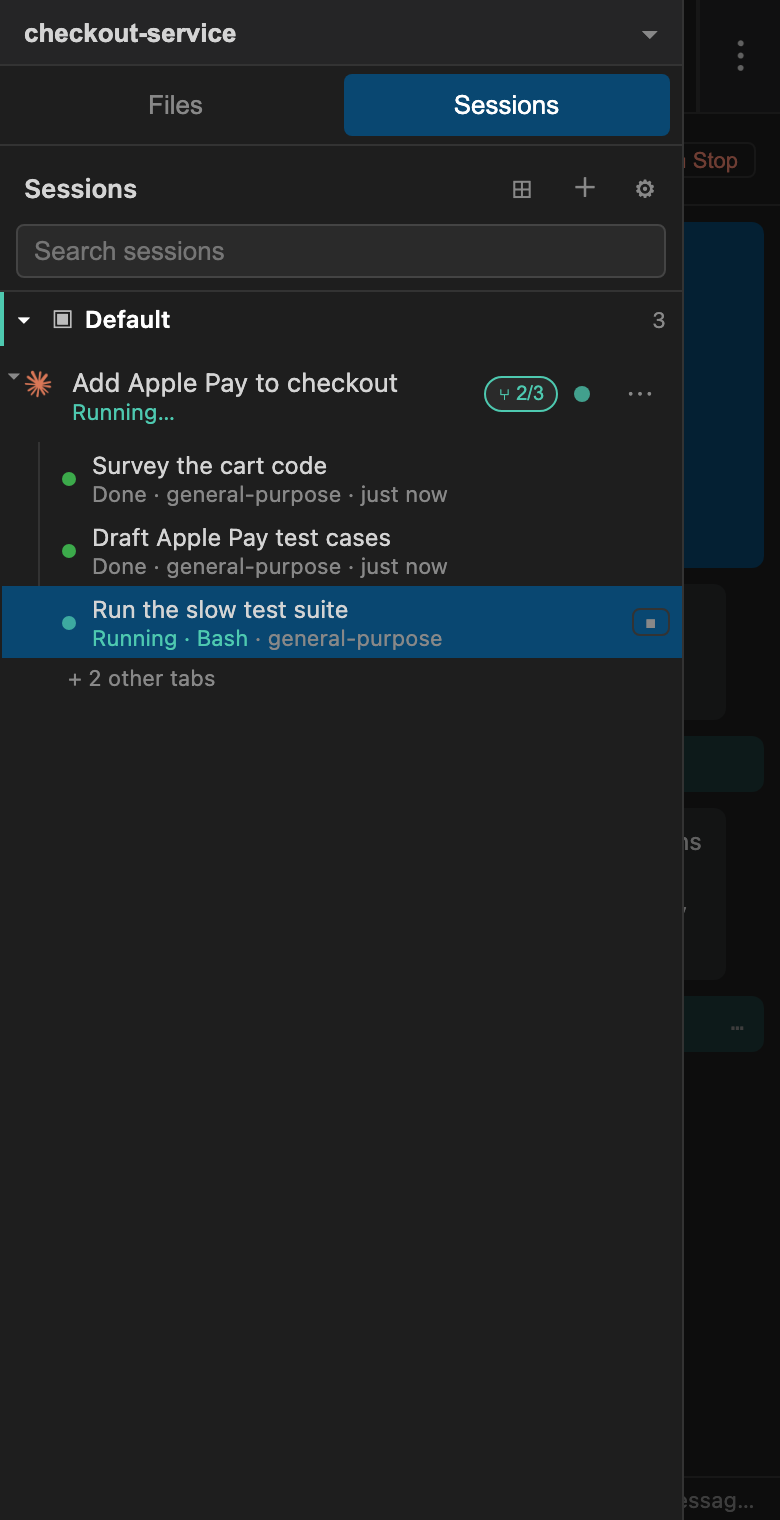 checkout-service
Files
Sessions
Stop
Sessions
Search sessions
Default
3
Add Apple Pay to checkout
2/3
Running...
Survey the cart code
Done · general-purpose · just now
Draft Apple Pay test cases
Done · general-purpose · just now
Run the slow test suite
Running · Bash · general-purpose
+ 2 other tabs